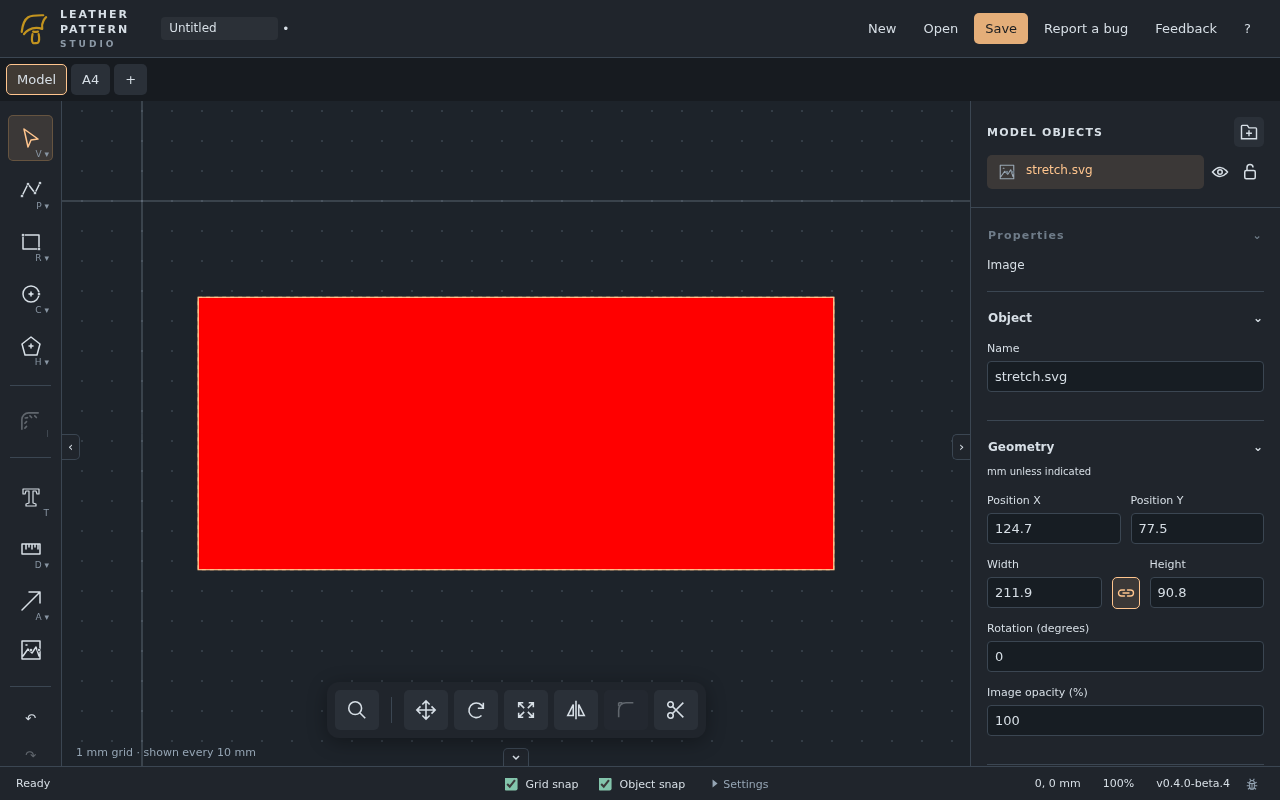 LEATHER
PATTERN
STUDIO
Untitled •
New Open Save Report a bug Feedback ?
Model A4 +
V ▾
P ▾
R ▾
C ▾
H ▾
I
T
D ▾
A ▾
MODEL OBJECTS
stretch.svg
Properties
Image
Object
Name
stretch.svg
Geometry
mm unless indicated
Position X Position Y
124.7 77.5
Width Height
211.9 90.8
Rotation (degrees)
0
Image opacity (%)
100
1 mm grid · shown every 10 mm
Ready Grid snap Object snap Settings 0, 0 mm 100% v0.4.0-beta.4